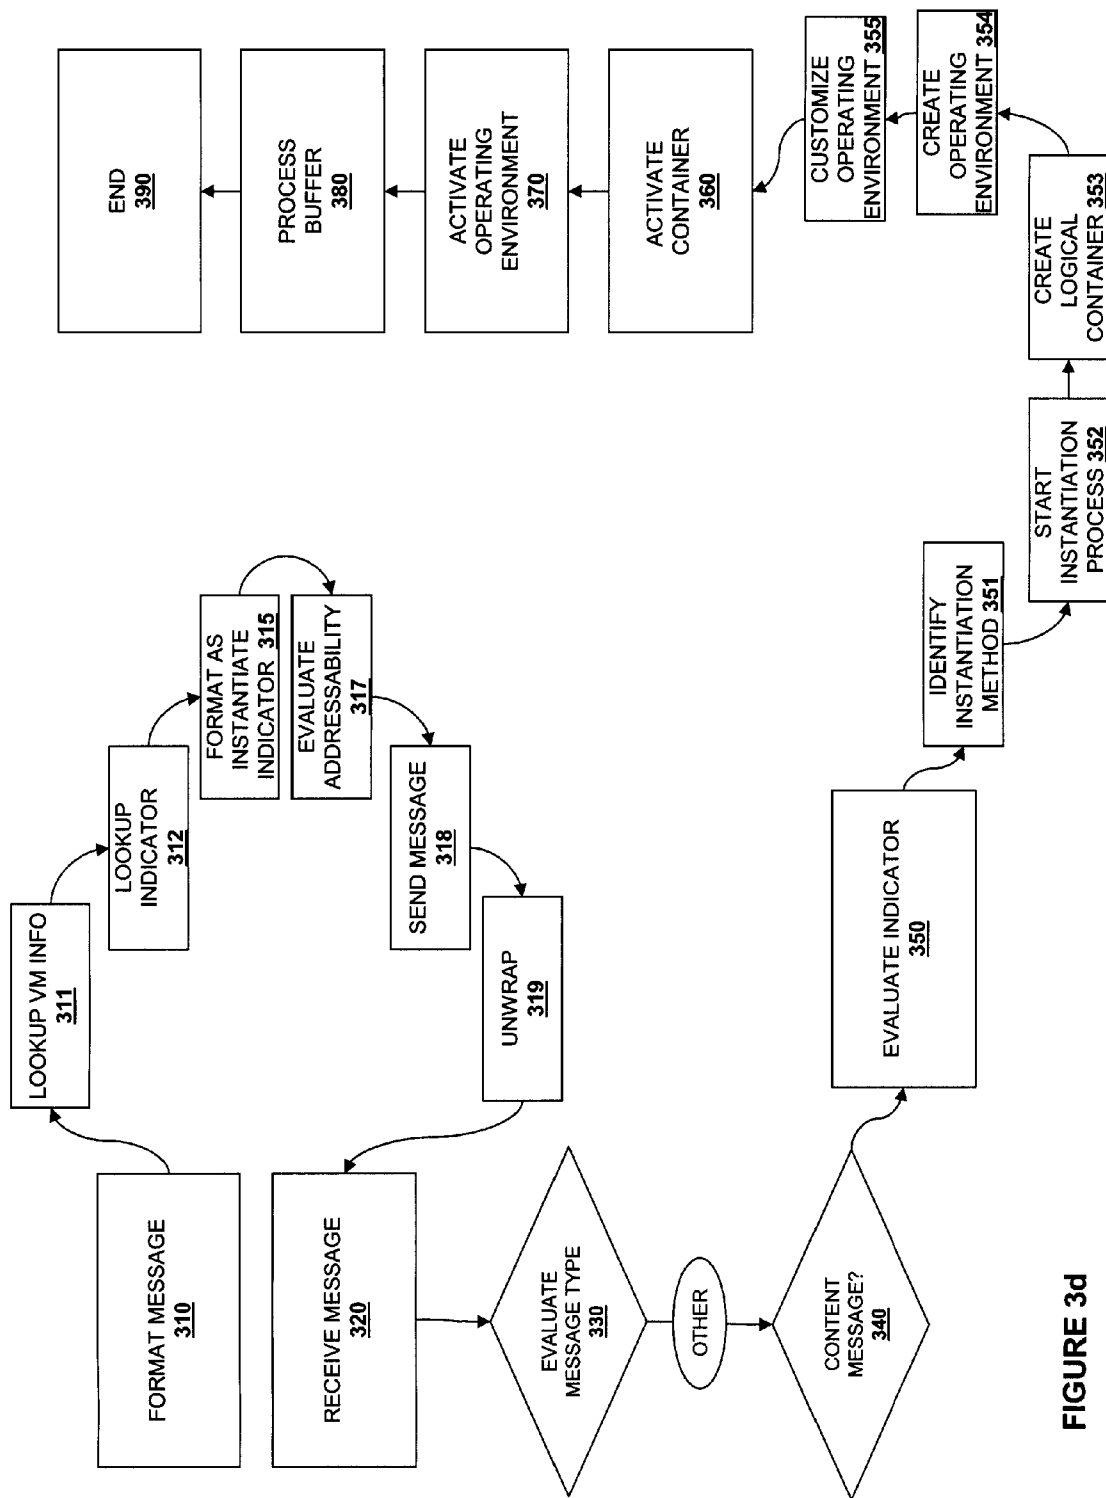 FORMAT MESSAGE
310
LOOKUP VM INFO
311
LOOKUP
INDICATOR
312
FORMAT AS
INSTANTIATE
INDICATOR 315
EVALUATE
ADDRESSABILITY
317
SEND MESSAGE
318
UNWRAP
319
RECEIVE MESSAGE
320
EVALUATE
MESSAGE TYPE
330
OTHER
CONTENT
MESSAGE?
340
EVALUATE INDICATOR
350
IDENTIFY
INSTANTIATION
METHOD 351
START
INSTANTIATION
PROCESS 352
CREATE
LOGICAL
CONTAINER 353
CREATE
OPERATING
ENVIRONMENT 354
CUSTOMIZE
OPERATING
ENVIRONMENT 355
ACTIVATE
CONTAINER
360
ACTIVATE
OPERATING
ENVIRONMENT
370
PROCESS
BUFFER
380
END
390
FIGURE 3d